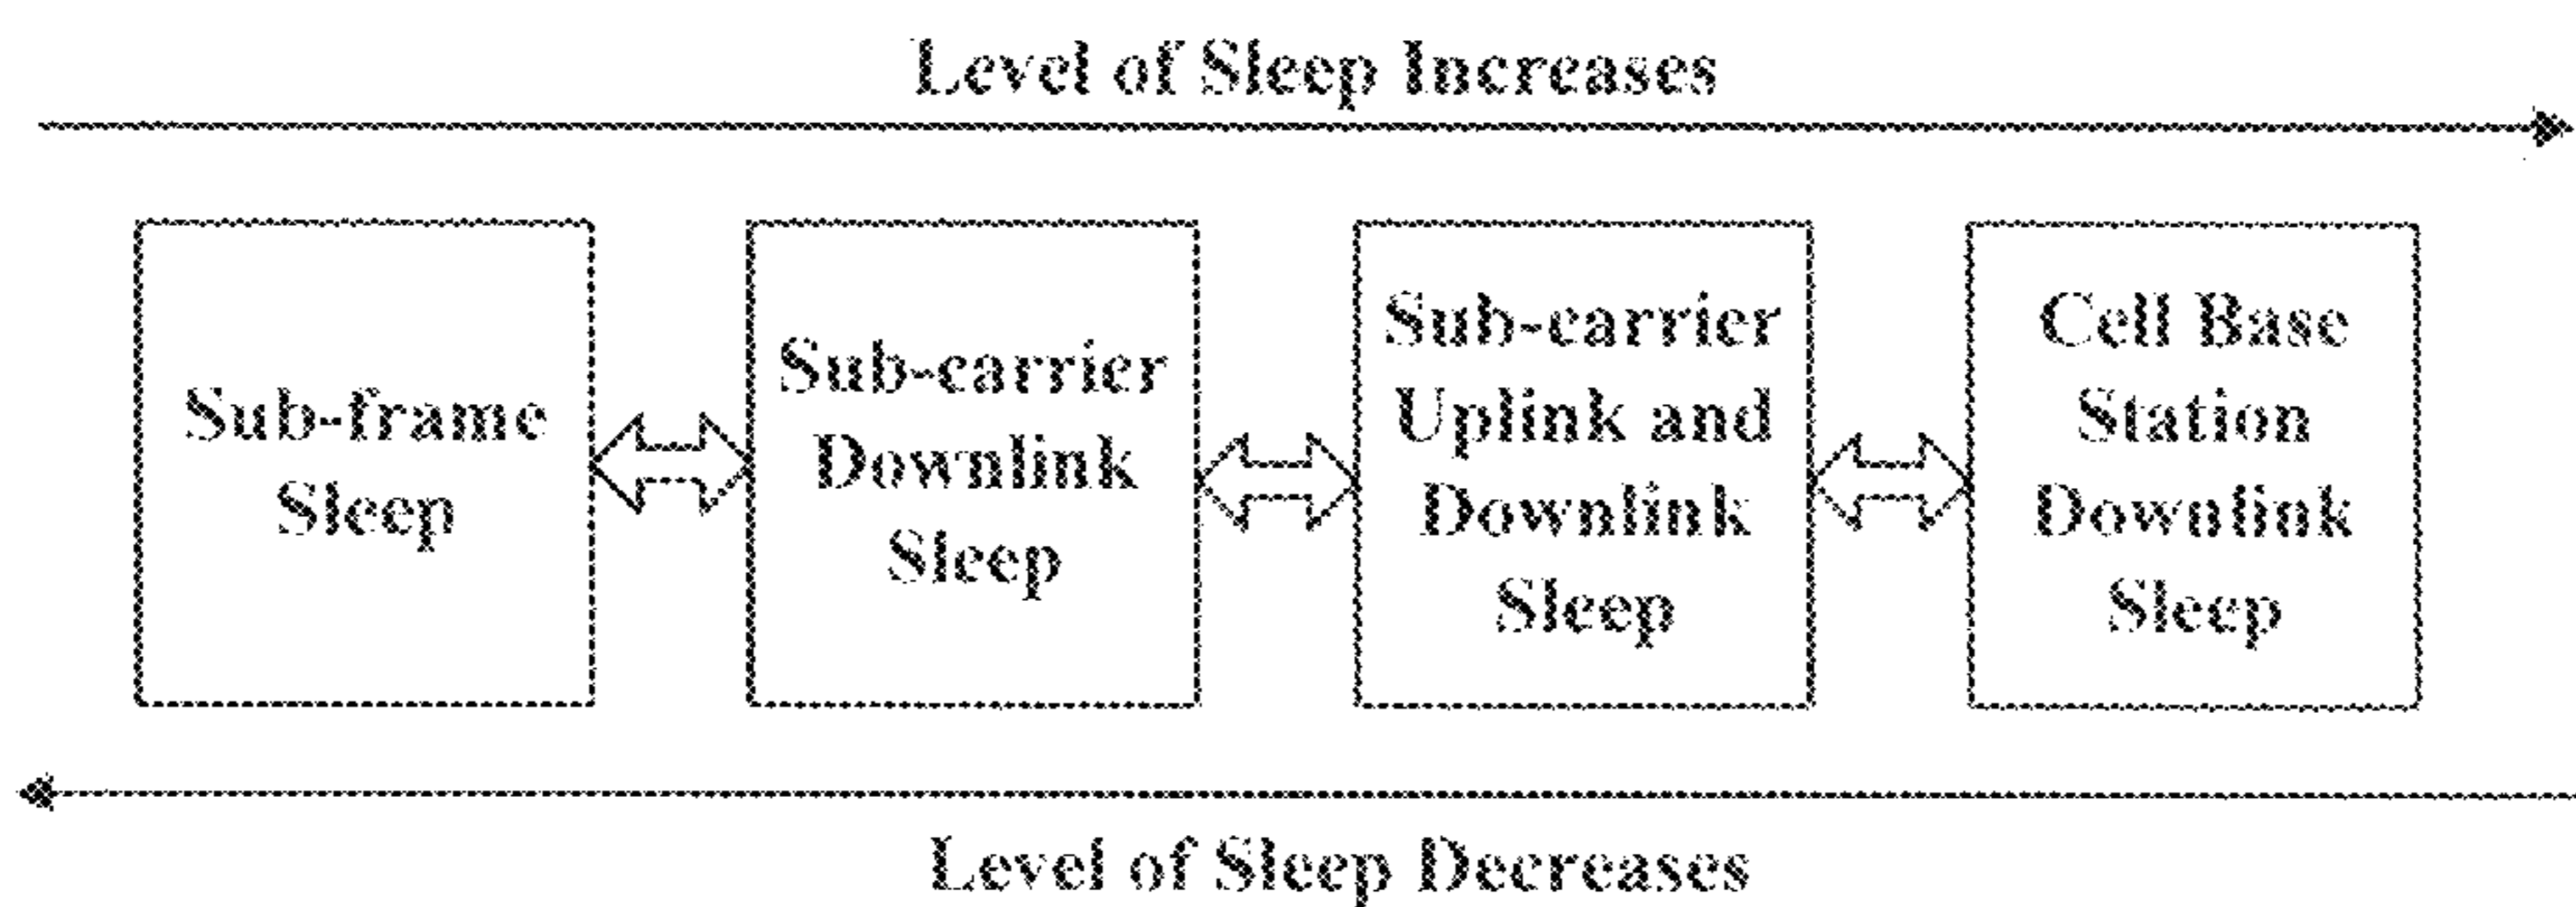 Level of Sleep Increases
Sub-frame
Sleep
Sub-carrier
Downlink
Sleep
Sub-carrier
Uplink and
Downlink
Sleep
Cell Base
Station
Downlink
Sleep
Level of Sleep Decreases